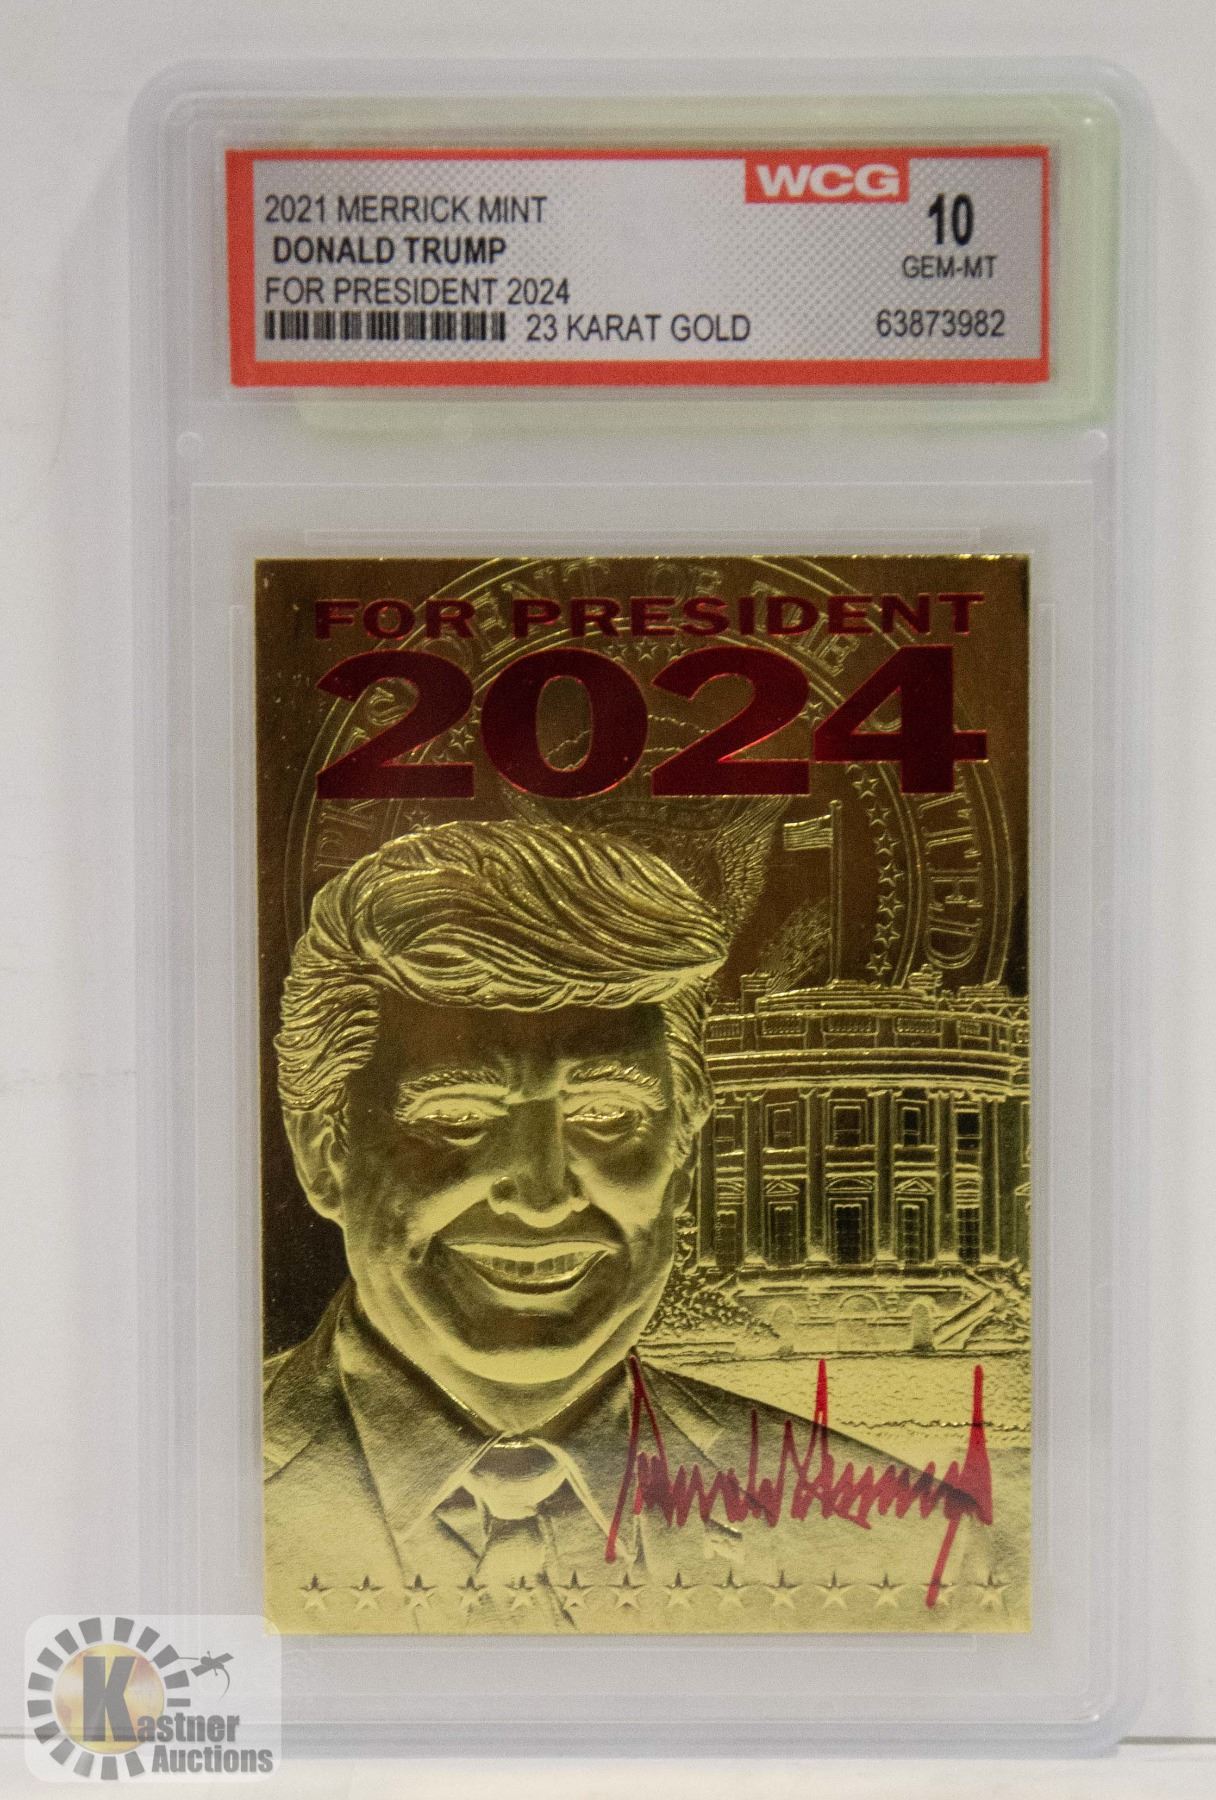 WCG
2021 MERRICK MINT
DONALD TRUMP
FOR PRESIDENT 2024
23 KARAT GOLD
10
GEM-MT
63873982
FOR PRESIDENT
2024
Kastner
Auctions